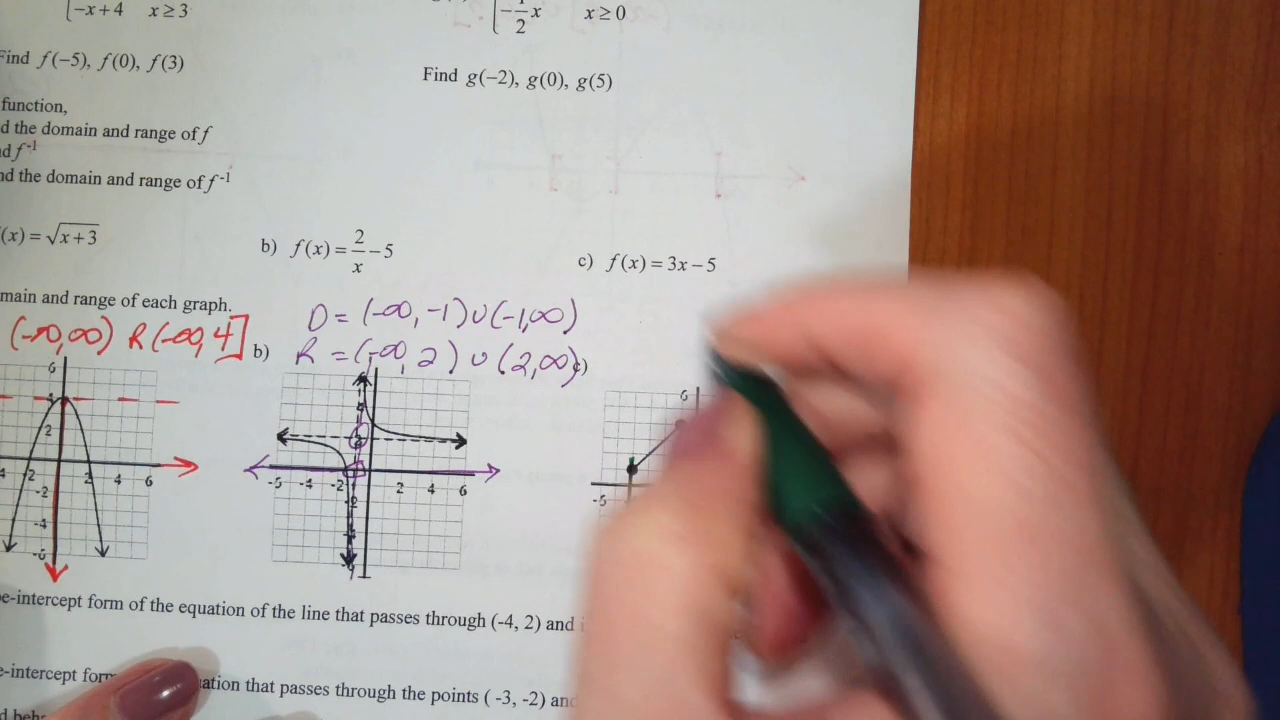 -x+4 x≥3
-1/2 x x≥0
Find f(-5), f(0), f(3)
Find g(-2), g(0), g(5)
function,
d the domain and range of f
nd f⁻¹
nd the domain and range of f⁻¹
(x)=√x+3
b) f(x)=2/x-5
c) f(x)=3x-5
main and range of each graph.
D = (-∞,-1)∪(-1,∞)
(-∞,∞) R(-∞,4]
b) R = (-∞,2)∪(2,∞)
c)
6
2
-2
-4
-6
4 -2 2 4 6
-5 -4 -2 2 4 6
6
-5
e-intercept form of the equation of the line that passes through (-4, 2) and i
e-intercept form
ation that passes through the points ( -3, -2) and
d beha